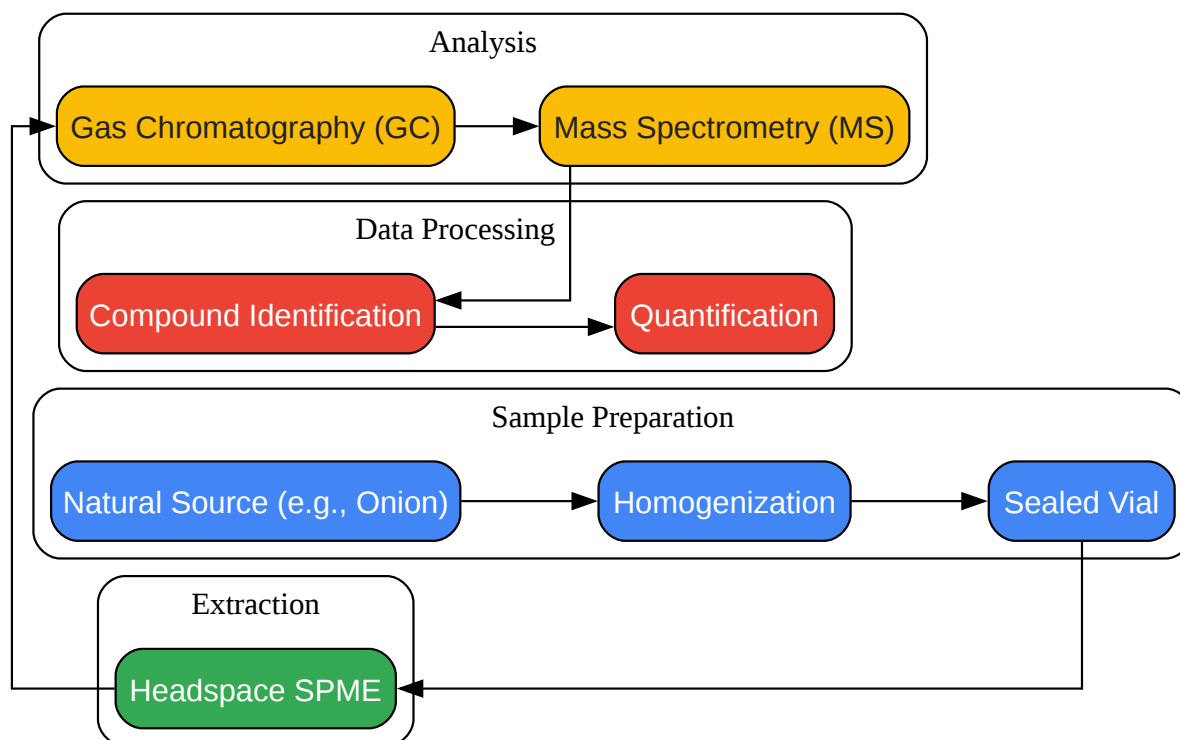 Analysis
Gas Chromatography (GC)
Mass Spectrometry (MS)
Data Processing
Compound Identification
Quantification
Sample Preparation
Natural Source (e.g., Onion)
Homogenization
Sealed Vial
Extraction
Headspace SPME